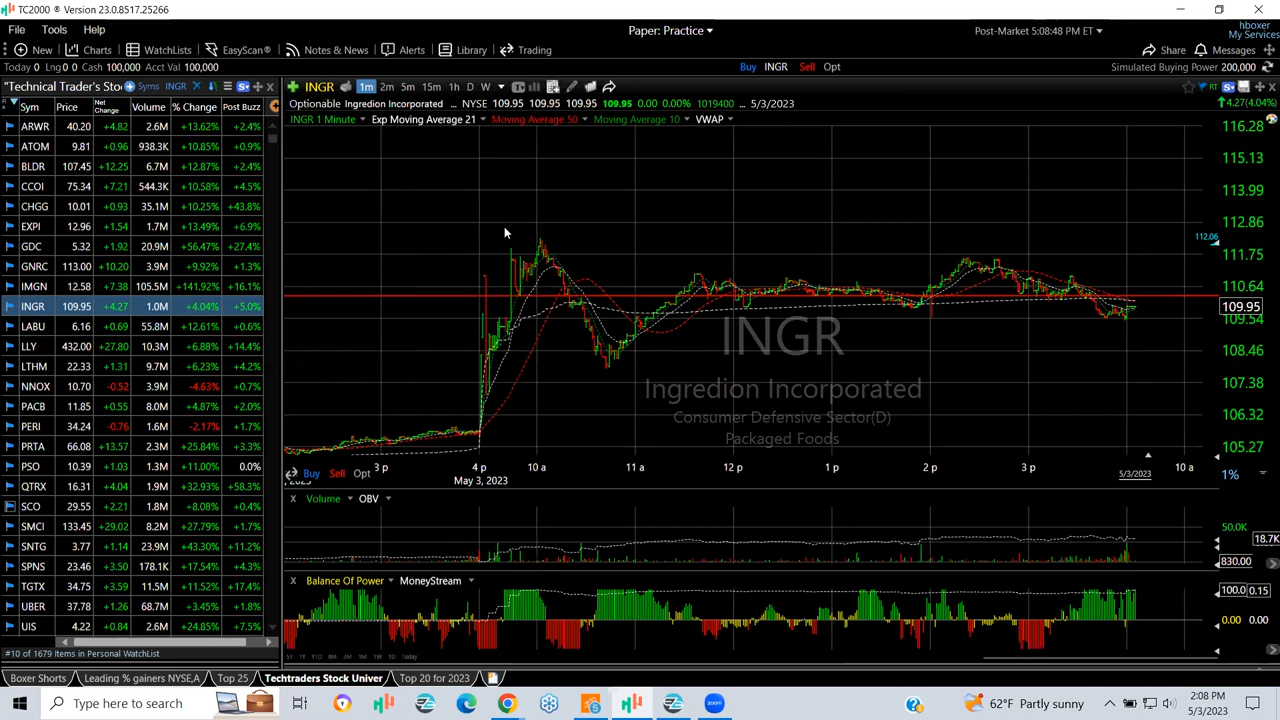 TC2000 ® Version 23.0.8517.25266
File Tools Help
Paper: Practice
Post-Market 5:08:48 PM ET
hboxer
My Services
New Charts WatchLists EasyScan® Notes & News Alerts Library Trading
Share Messages
Today 0 Lng 0 Cash 100,000 Acct Val 100,000
Buy INGR Sell Opt
Simulated Buying Power 200,000
"Technical Trader's Sto Syms INGR
INGR 1m 2m 5m 15m 1h D W
RT
Sym Price Net Change Volume % Change Post Buzz
Optionable Ingredion Incorporated ... NYSE 109.95 109.95 109.95 109.95 0.00 0.00% 1019400 5/3/2023
4.27(4.04%)
INGR 1 Minute Exp Moving Average 21 Moving Average 50 Moving Average 10 VWAP
ARWR 40.20 +4.82 2.6M +13.62% +2.4%
ATOM 9.81 +0.96 938.3K +10.85% +0.9%
BLDR 107.45 +12.25 6.7M +12.87% +2.4%
CCOI 75.34 +7.21 544.3K +10.58% +4.5%
CHGG 10.01 +0.93 35.1M +10.25% +43.8%
EXPI 12.96 +1.54 1.7M +13.49% +6.9%
GDC 5.32 +1.92 20.9M +56.47% +27.4%
GNRC 113.00 +10.20 3.9M +9.92% +1.3%
IMGN 12.58 +7.38 105.5M +141.92% +16.1%
INGR 109.95 +4.27 1.0M +4.04% +5.0%
LABU 6.16 +0.69 55.8M +12.61% +0.6%
LLY 432.00 +27.80 10.3M +6.88% +14.4%
LTHM 22.33 +1.31 9.7M +6.23% +4.2%
NNOX 10.70 -0.52 3.9M -4.63% +0.7%
PACB 11.85 +0.55 8.0M +4.87% +2.0%
PERI 34.24 -0.76 1.6M -2.17% +1.7%
PRTA 66.08 +13.57 2.3M +25.84% +3.3%
PSO 10.39 +1.03 1.3M +11.00% 0.0%
QTRX 16.31 +4.04 1.9M +32.93% +58.3%
SCO 29.55 +2.21 1.8M +8.08% +0.4%
SMCI 133.45 +29.02 8.2M +27.79% +1.7%
SNTG 3.77 +1.14 23.9M +43.30% +11.2%
SPNS 23.46 +3.50 178.1K +17.54% +4.3%
TGTX 34.75 +3.59 11.5M +11.52% +17.4%
UBER 37.78 +1.26 68.7M +3.45% +1.8%
UIS 4.22 +0.84 2.6M +24.85% +7.5%
116.28
115.13
113.99
112.86
112.06
111.75
110.64
109.95
109.54
108.46
107.38
106.32
105.27
INGR
Ingredion Incorporated
Consumer Defensive Sector(D)
Packaged Foods
Buy Sell Opt
3 p 4 p 10 a 11 a 12 p 1 p 2 p 3 p 10 a
, 2023 May 3, 2023 5/3/2023
1%
X Volume OBV
50.0K
18.7K
830.00
X Balance Of Power MoneyStream
100.0 0.15
0.00 0.00
Today
#10 of 1679 Items in Personal WatchList
Boxer Shorts Leading % gainers NYSE,A Top 25 Techtraders Stock Univer Top 20 for 2023
Type here to search
62°F Partly sunny
2:08 PM
5/3/2023